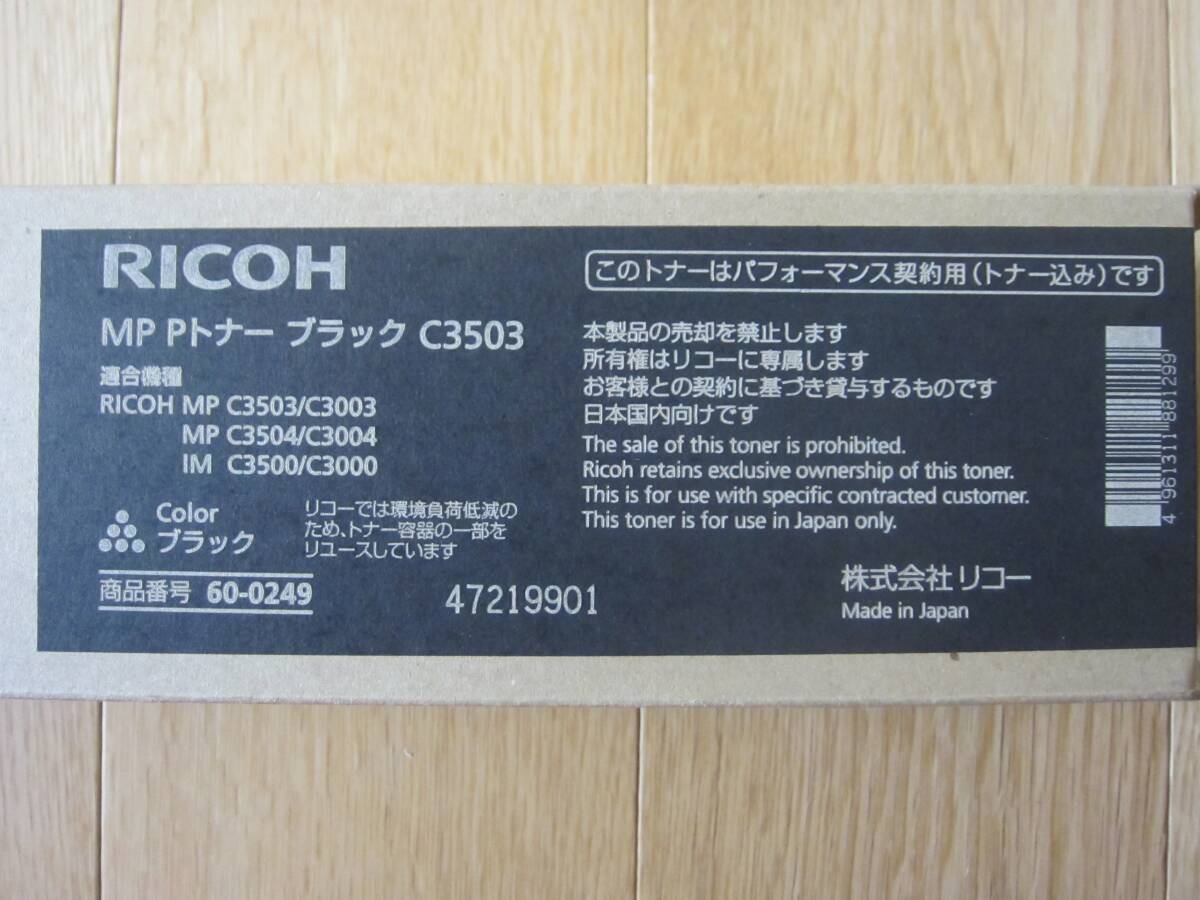 RICOH
MP Pトナー ブラック C3503
適合機種
RICOH MP C3503/C3003
MP C3504/C3004
IM C3500/C3000
Color
ブラック
リコーでは環境負荷低減の
ため、トナー容器の一部を
リユースしています
商品番号 60-0249
47219901
このトナーはパフォーマンス契約用(トナー込み)です
本製品の売却を禁止します
所有権はリコーに専属します
お客様との契約に基づき貸与するものです
日本国内向けです
The sale of this toner is prohibited.
Ricoh retains exclusive ownership of this toner.
This is for use with specific contracted customer.
This toner is for use in Japan only.
株式会社リコー
Made in Japan
4 961311 881299